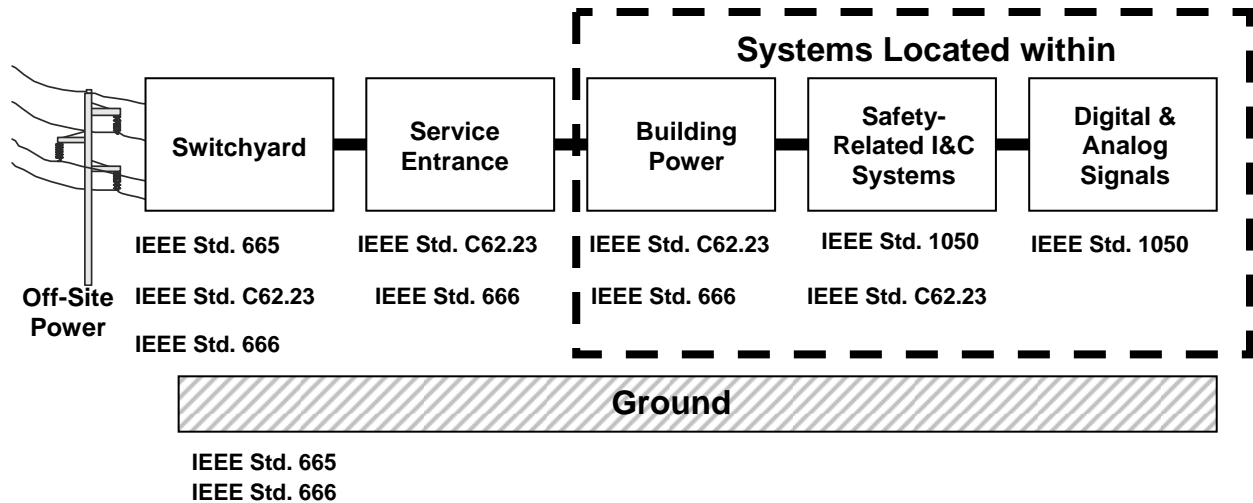 Systems Located within
Switchyard
Service
Entrance
Building
Power
Safety-
Related I&C
Systems
Digital &
Analog
Signals
Off-Site
Power
IEEE Std. 665
IEEE Std. C62.23
IEEE Std. 666
IEEE Std. C62.23
IEEE Std. 666
IEEE Std. C62.23
IEEE Std. 666
IEEE Std. 1050
IEEE Std. C62.23
IEEE Std. 1050
Ground
IEEE Std. 665
IEEE Std. 666